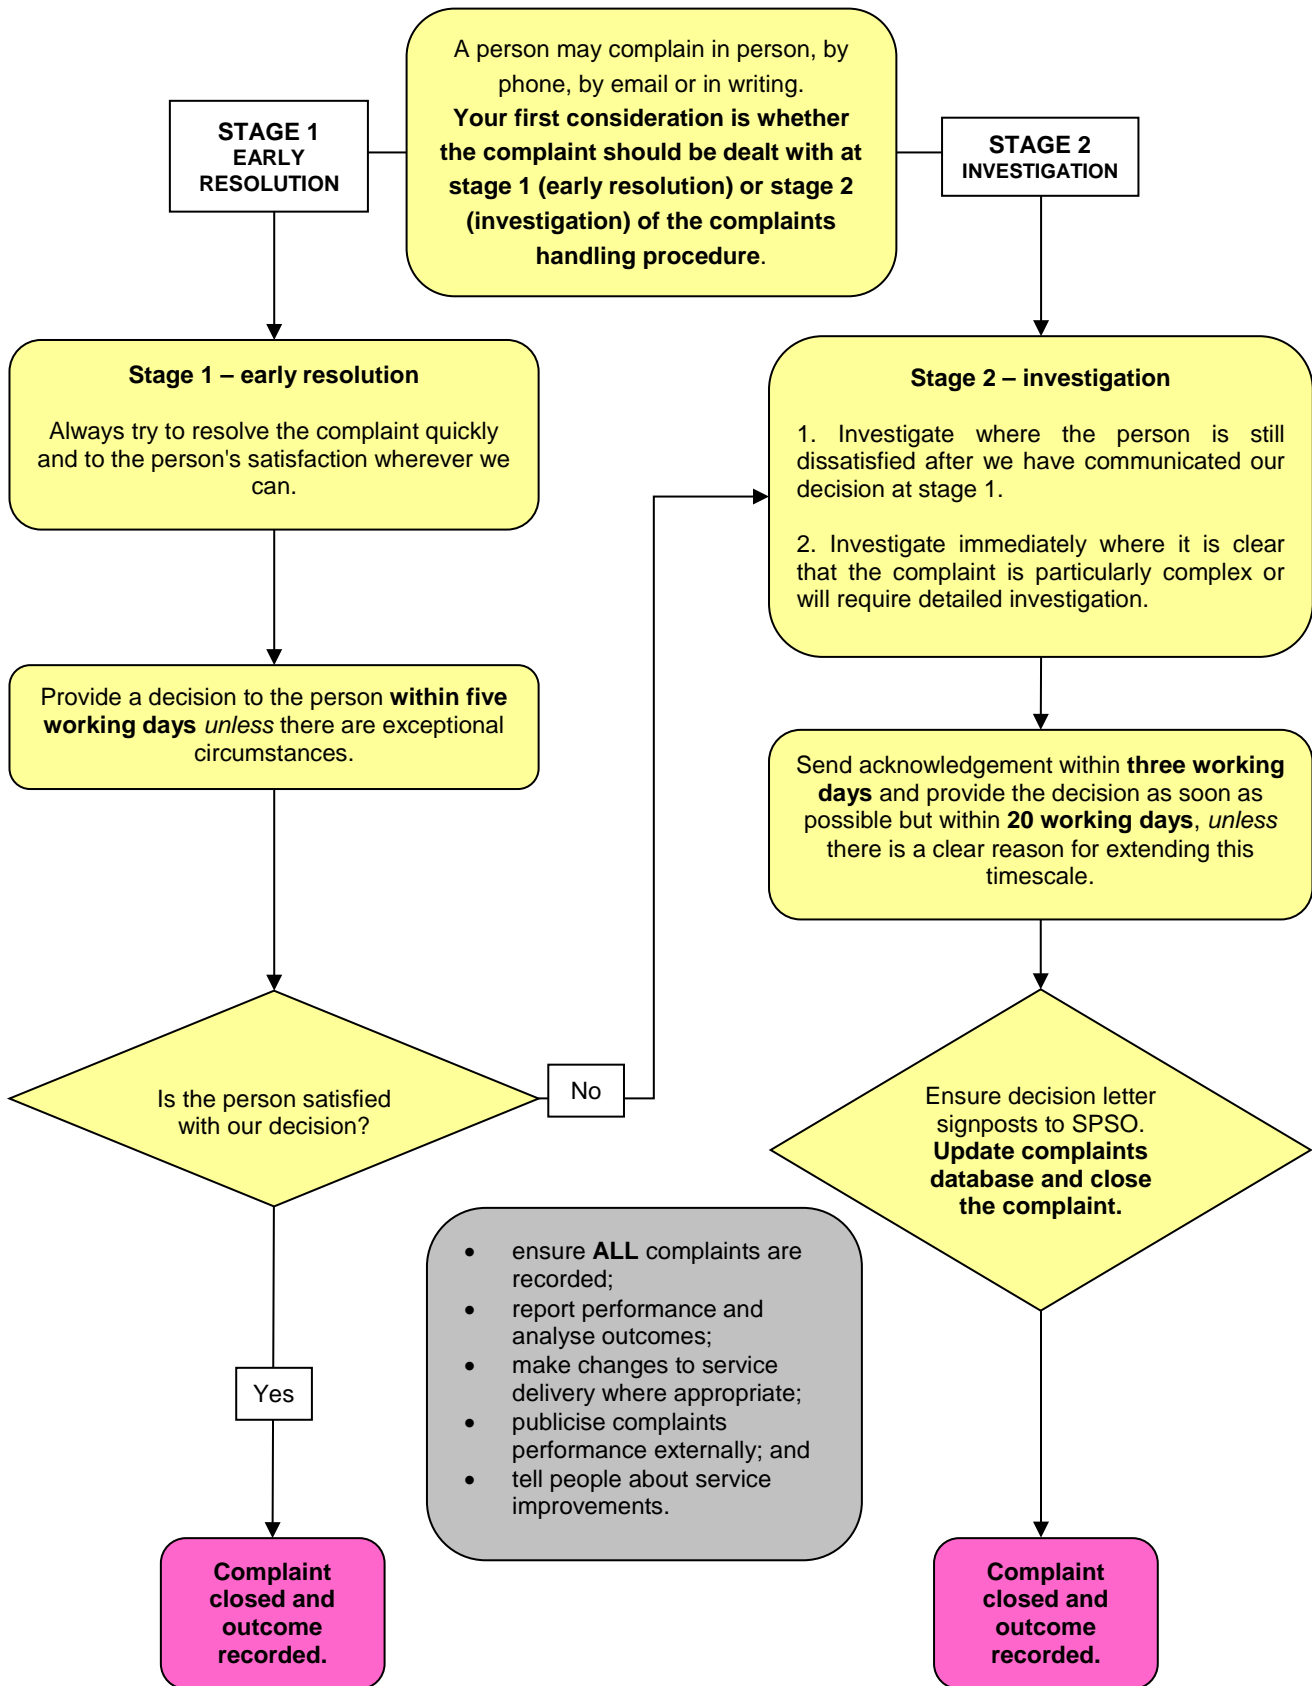 A person may complain in person, by
phone, by email or in writing.
Your first consideration is whether
the complaint should be dealt with at
stage 1 (early resolution) or stage 2
(investigation) of the complaints
handling procedure.
STAGE 1
EARLY
RESOLUTION
STAGE 2
INVESTIGATION
Stage 1 – early resolution
Always try to resolve the complaint quickly
and to the person's satisfaction wherever we
can.
Stage 2 – investigation
1. Investigate where the person is still
dissatisfied after we have communicated our
decision at stage 1.
2. Investigate immediately where it is clear
that the complaint is particularly complex or
will require detailed investigation.
Provide a decision to the person within five
working days unless there are exceptional
circumstances.
Send acknowledgement within three working
days and provide the decision as soon as
possible but within 20 working days, unless
there is a clear reason for extending this
timescale.
Is the person satisfied
with our decision?
No
Ensure decision letter
signposts to SPSO.
Update complaints
database and close
the complaint.
• ensure ALL complaints are
recorded;
• report performance and
analyse outcomes;
• make changes to service
delivery where appropriate;
• publicise complaints
performance externally; and
• tell people about service
improvements.
Yes
Complaint
closed and
outcome
recorded.
Complaint
closed and
outcome
recorded.